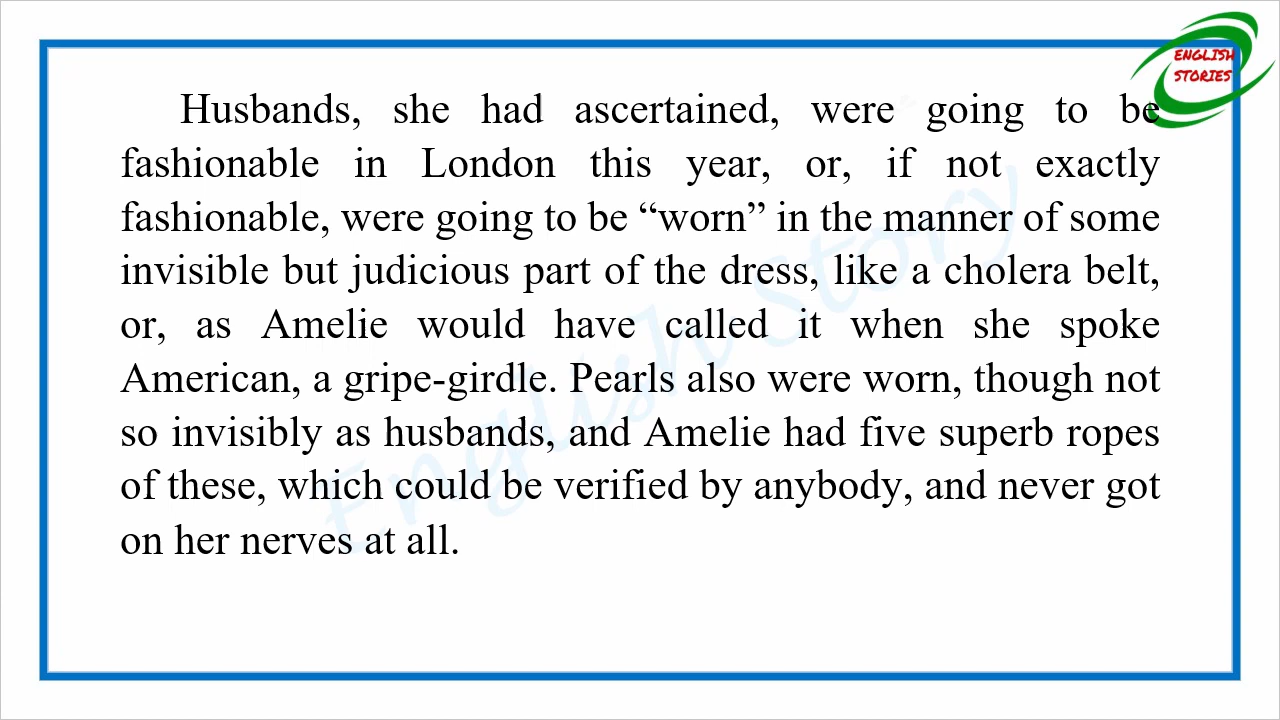 ENGLISH
STORIES
Husbands, she had ascertained, were going to be
fashionable in London this year, or, if not exactly
fashionable, were going to be “worn” in the manner of some
invisible but judicious part of the dress, like a cholera belt,
or, as Amelie would have called it when she spoke
American, a gripe-girdle. Pearls also were worn, though not
so invisibly as husbands, and Amelie had five superb ropes
of these, which could be verified by anybody, and never got
on her nerves at all.
English Story